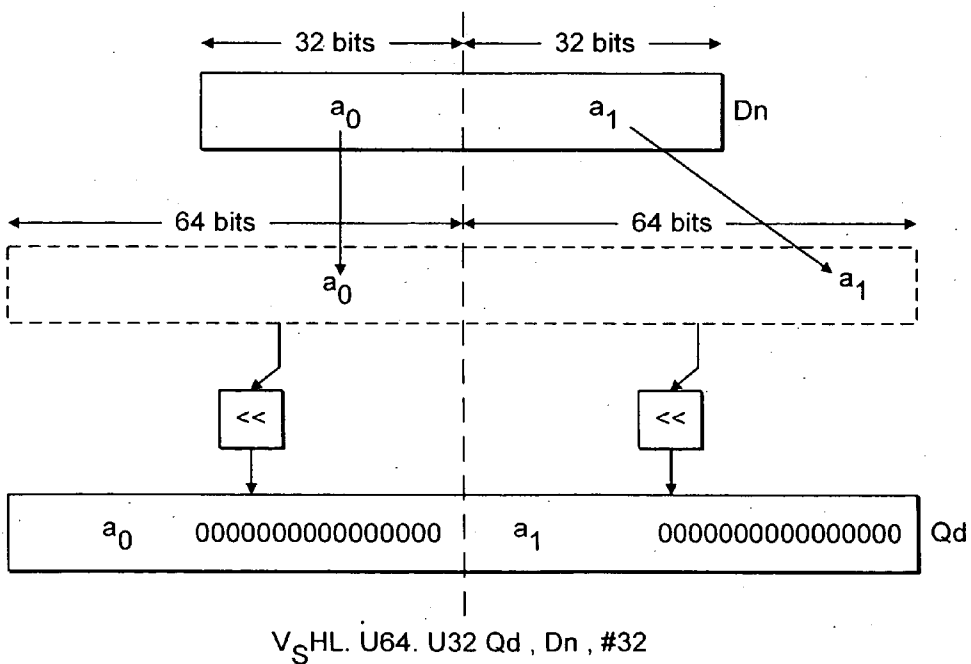 32 bits 32 bits
a0 a1 Dn
64 bits 64 bits
a0 a1
<< <<
a0 0000000000000000 a1 0000000000000000 Qd
VSHL. U64. U32 Qd , Dn , #32